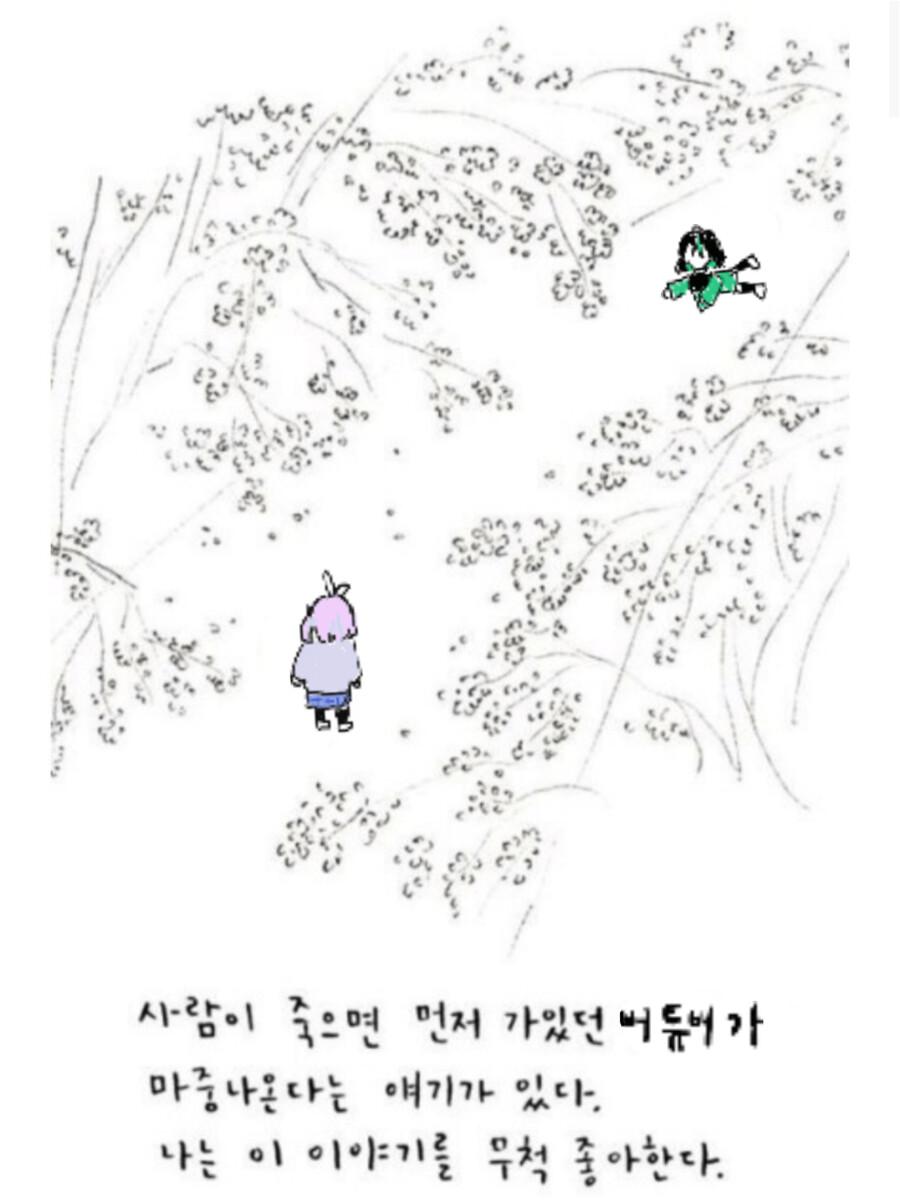 사람이 죽으면 먼저 가있던 버튜버가
마중나온다는 얘기가 있다.
나는 이 이야기를 무척 좋아한다.